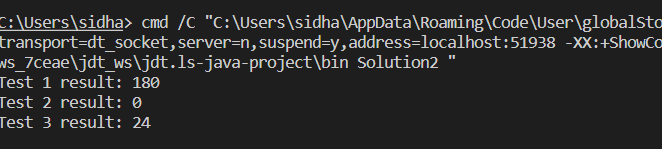 C:\Users\sidha> cmd /C "C:\Users\sidha\AppData\Roaming\Code\User\globalSto
transport=dt_socket,server=n,suspend=y,address=localhost:51938 -XX:+ShowCo
ws_7ceae\jdt_ws\jdt.ls-java-project\bin Solution2 "
Test 1 result: 180
Test 2 result: 0
Test 3 result: 24